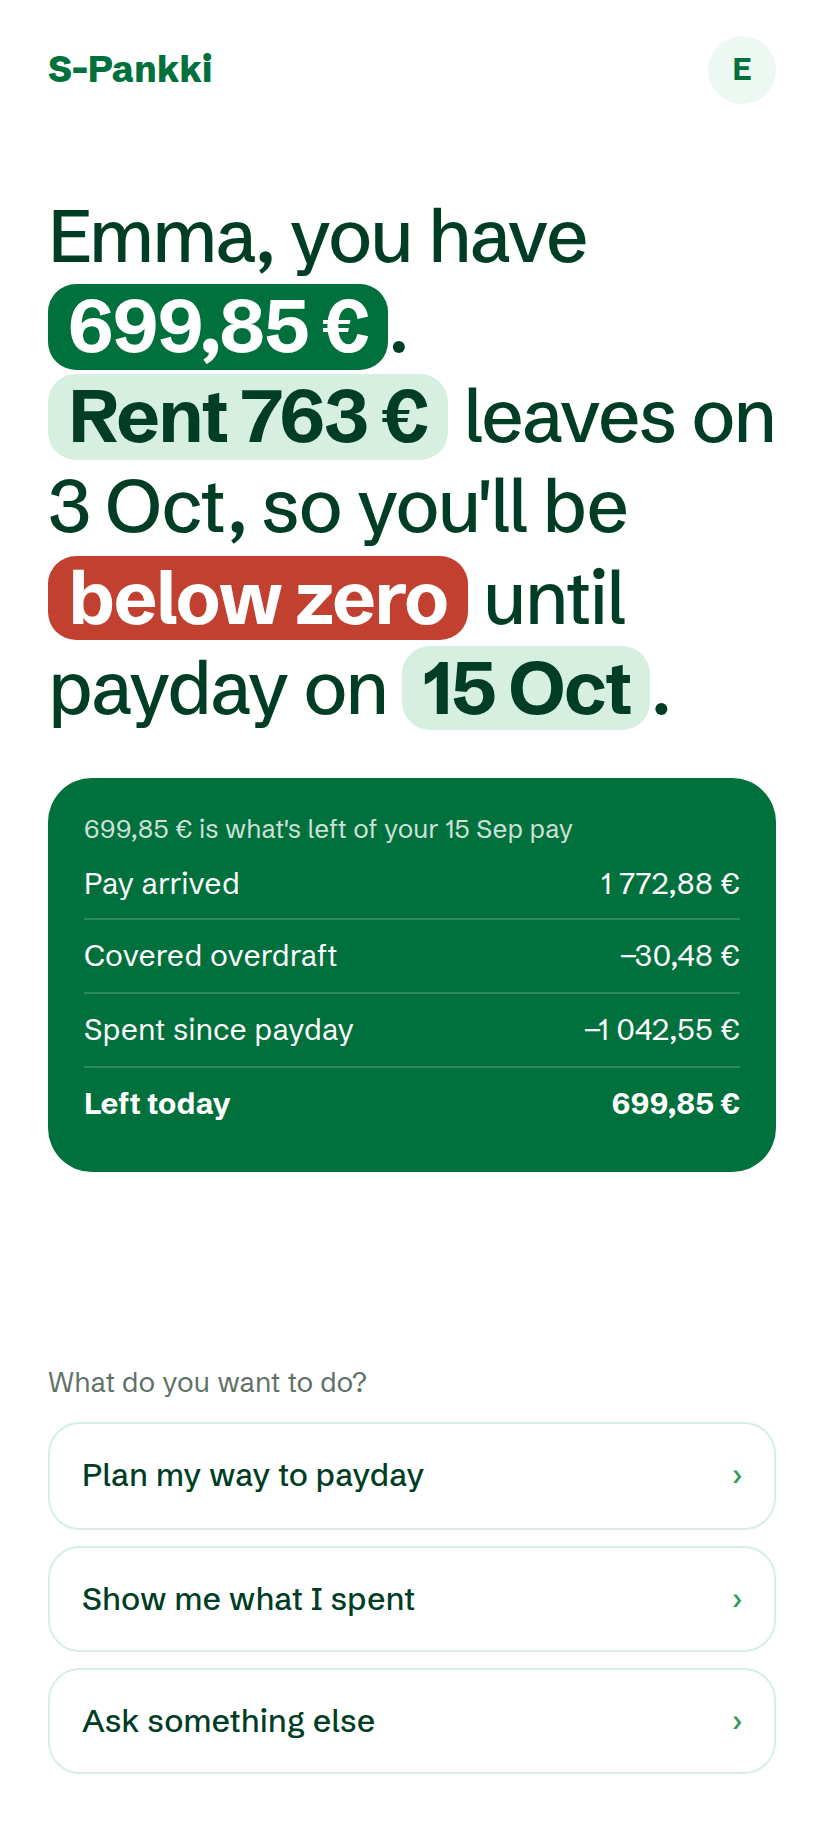 S-Pankki
E
Emma, you have
699,85 €.
Rent 763 € leaves on
3 Oct, so you'll be
below zero until
payday on 15 Oct.
699,85 € is what's left of your 15 Sep pay
Pay arrived 1 772,88 €
Covered overdraft −30,48 €
Spent since payday −1 042,55 €
Left today 699,85 €
What do you want to do?
Plan my way to payday ›
Show me what I spent ›
Ask something else ›